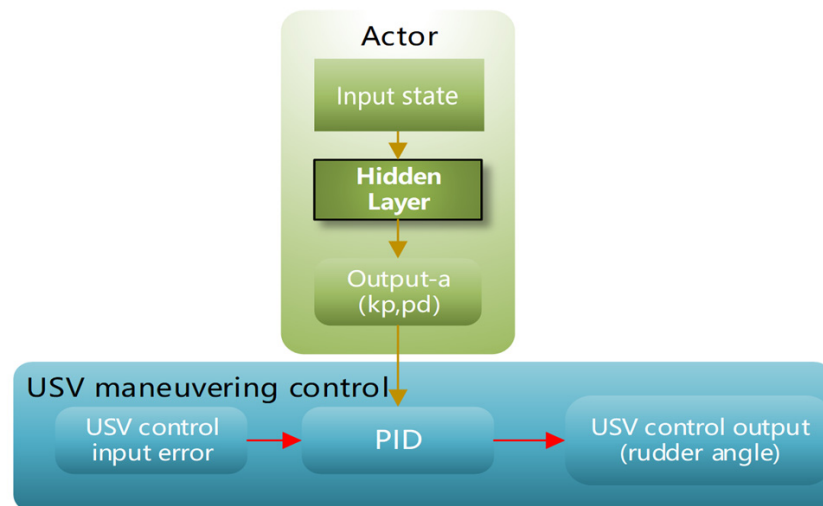 Actor
Input state
Hidden
Layer
Output-a
(kp,pd)
USV maneuvering control
USV control
input error
PID
USV control output
(rudder angle)